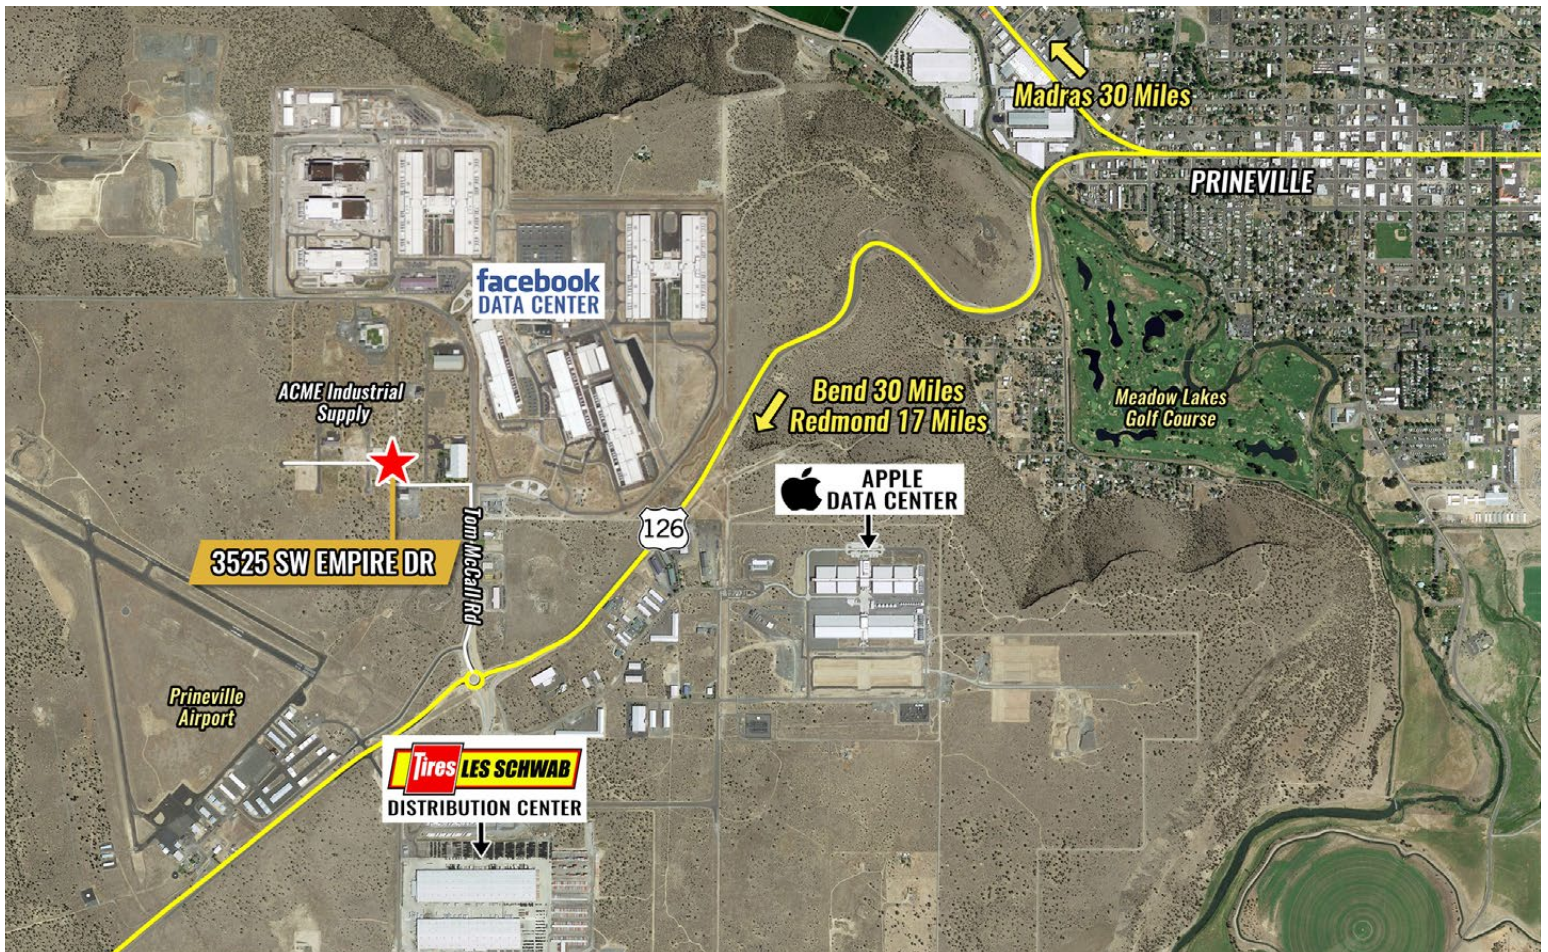 Madras 30 Miles
PRINEVILLE
facebook
DATA CENTER
ACME Industrial
Supply
Bend 30 Miles
Redmond 17 Miles
Meadow Lakes
Golf Course
APPLE
DATA CENTER
126
3525 SW EMPIRE DR
Tom McCall Rd
Prineville
Airport
Tires LES SCHWAB
DISTRIBUTION CENTER